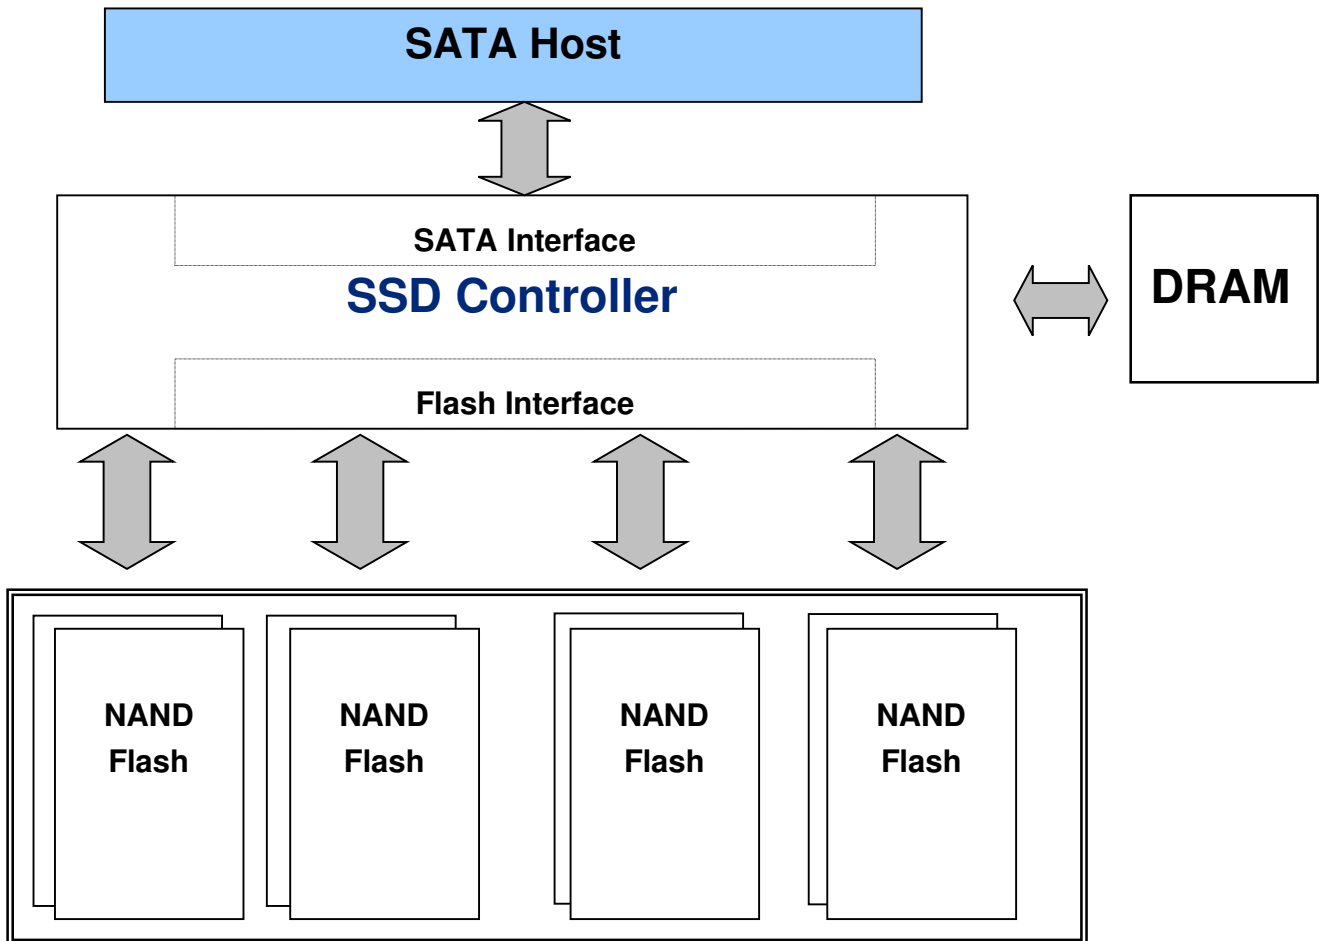 SATA Host
SATA Interface
SSD Controller
DRAM
Flash Interface
NAND
Flash
NAND
Flash
NAND
Flash
NAND
Flash